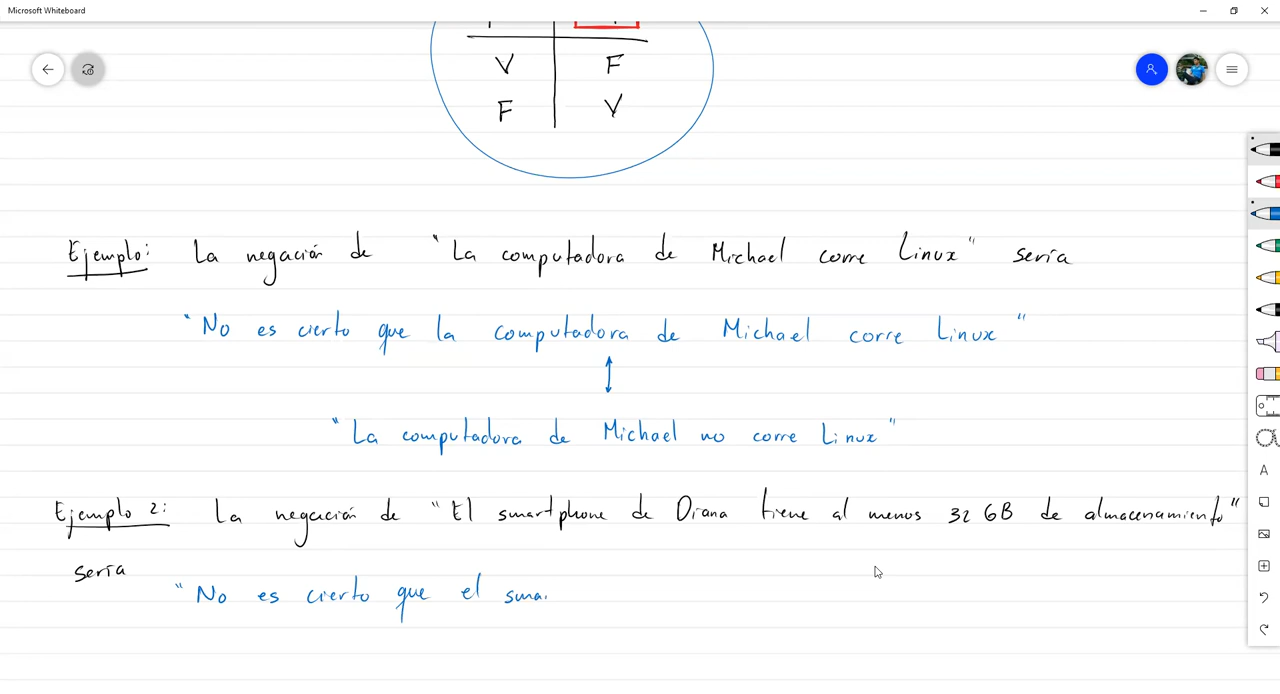 Microsoft Whiteboard
V F
F V
Ejemplo: La negación de "La computadora de Michael corre Linux" sería
"No es cierto que la computadora de Michael corre Linux"
"La computadora de Michael no corre Linux"
Ejemplo 2: La negación de "El smartphone de Diana tiene al menos 32 GB de almacenamiento"
sería
"No es cierto que el smar
A